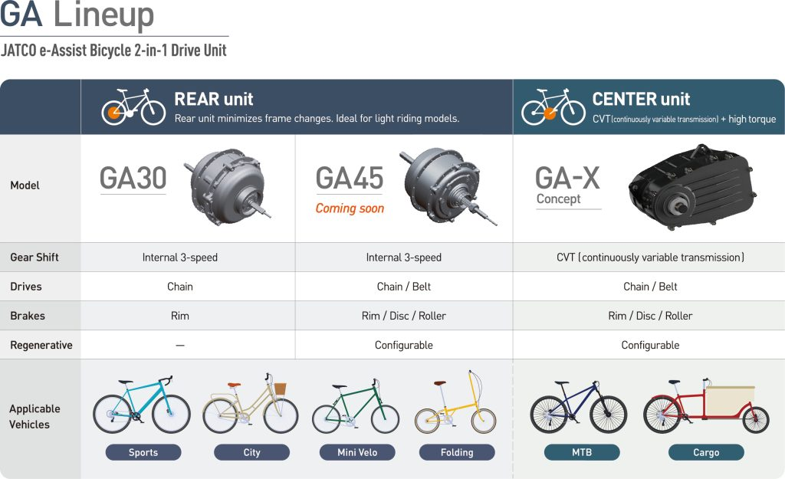 GA Lineup
JATCO e-Assist Bicycle 2-in-1 Drive Unit
REAR unit
Rear unit minimizes frame changes. Ideal for light riding models.
CENTER unit
CVT(continuously variable transmission) + high torque
Model
GA30
GA45
Coming soon
GA-X
Concept
Gear Shift
Internal 3-speed
Internal 3-speed
CVT (continuously variable transmission)
Drives
Chain
Chain / Belt
Chain / Belt
Brakes
Rim
Rim / Disc / Roller
Rim / Disc / Roller
Regenerative
—
Configurable
Configurable
Applicable
Vehicles
Sports
City
Mini Velo
Folding
MTB
Cargo